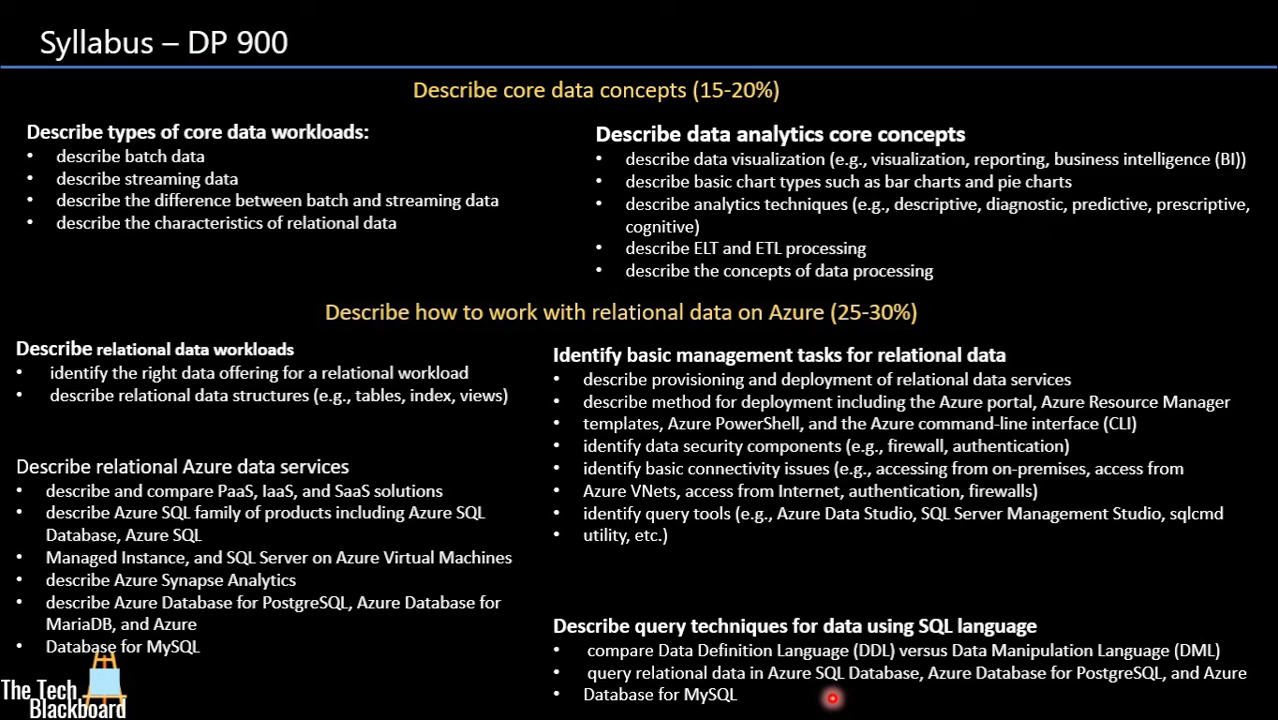 Syllabus – DP 900
Describe core data concepts (15-20%)
Describe types of core data workloads:
• describe batch data
• describe streaming data
• describe the difference between batch and streaming data
• describe the characteristics of relational data
Describe data analytics core concepts
• describe data visualization (e.g., visualization, reporting, business intelligence (BI))
• describe basic chart types such as bar charts and pie charts
• describe analytics techniques (e.g., descriptive, diagnostic, predictive, prescriptive,
cognitive)
• describe ELT and ETL processing
• describe the concepts of data processing
Describe how to work with relational data on Azure (25-30%)
Describe relational data workloads
• identify the right data offering for a relational workload
• describe relational data structures (e.g., tables, index, views)
Describe relational Azure data services
• describe and compare PaaS, IaaS, and SaaS solutions
• describe Azure SQL family of products including Azure SQL
Database, Azure SQL
• Managed Instance, and SQL Server on Azure Virtual Machines
• describe Azure Synapse Analytics
• describe Azure Database for PostgreSQL, Azure Database for
MariaDB, and Azure
• Database for MySQL
Identify basic management tasks for relational data
• describe provisioning and deployment of relational data services
• describe method for deployment including the Azure portal, Azure Resource Manager
• templates, Azure PowerShell, and the Azure command-line interface (CLI)
• identify data security components (e.g., firewall, authentication)
• identify basic connectivity issues (e.g., accessing from on-premises, access from
• Azure VNets, access from Internet, authentication, firewalls)
• identify query tools (e.g., Azure Data Studio, SQL Server Management Studio, sqlcmd
• utility, etc.)
Describe query techniques for data using SQL language
• compare Data Definition Language (DDL) versus Data Manipulation Language (DML)
• query relational data in Azure SQL Database, Azure Database for PostgreSQL, and Azure
• Database for MySQL
The Tech
Blackboard